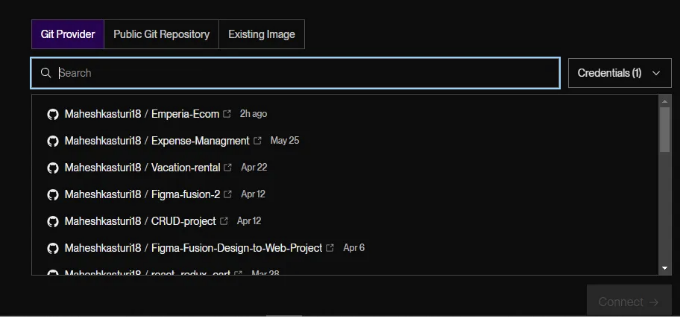 Git Provider Public Git Repository Existing Image
Search Credentials (1)
Maheshkasturi18 / Emperia-Ecom 2h ago
Maheshkasturi18 / Expense-Managment May 25
Maheshkasturi18 / Vacation-rental Apr 22
Maheshkasturi18 / Figma-fusion-2 Apr 12
Maheshkasturi18 / CRUD-project Apr 12
Maheshkasturi18 / Figma-Fusion-Design-to-Web-Project Apr 6
Maheshkasturi18 / react_redux_cart Mar 28
Connect →